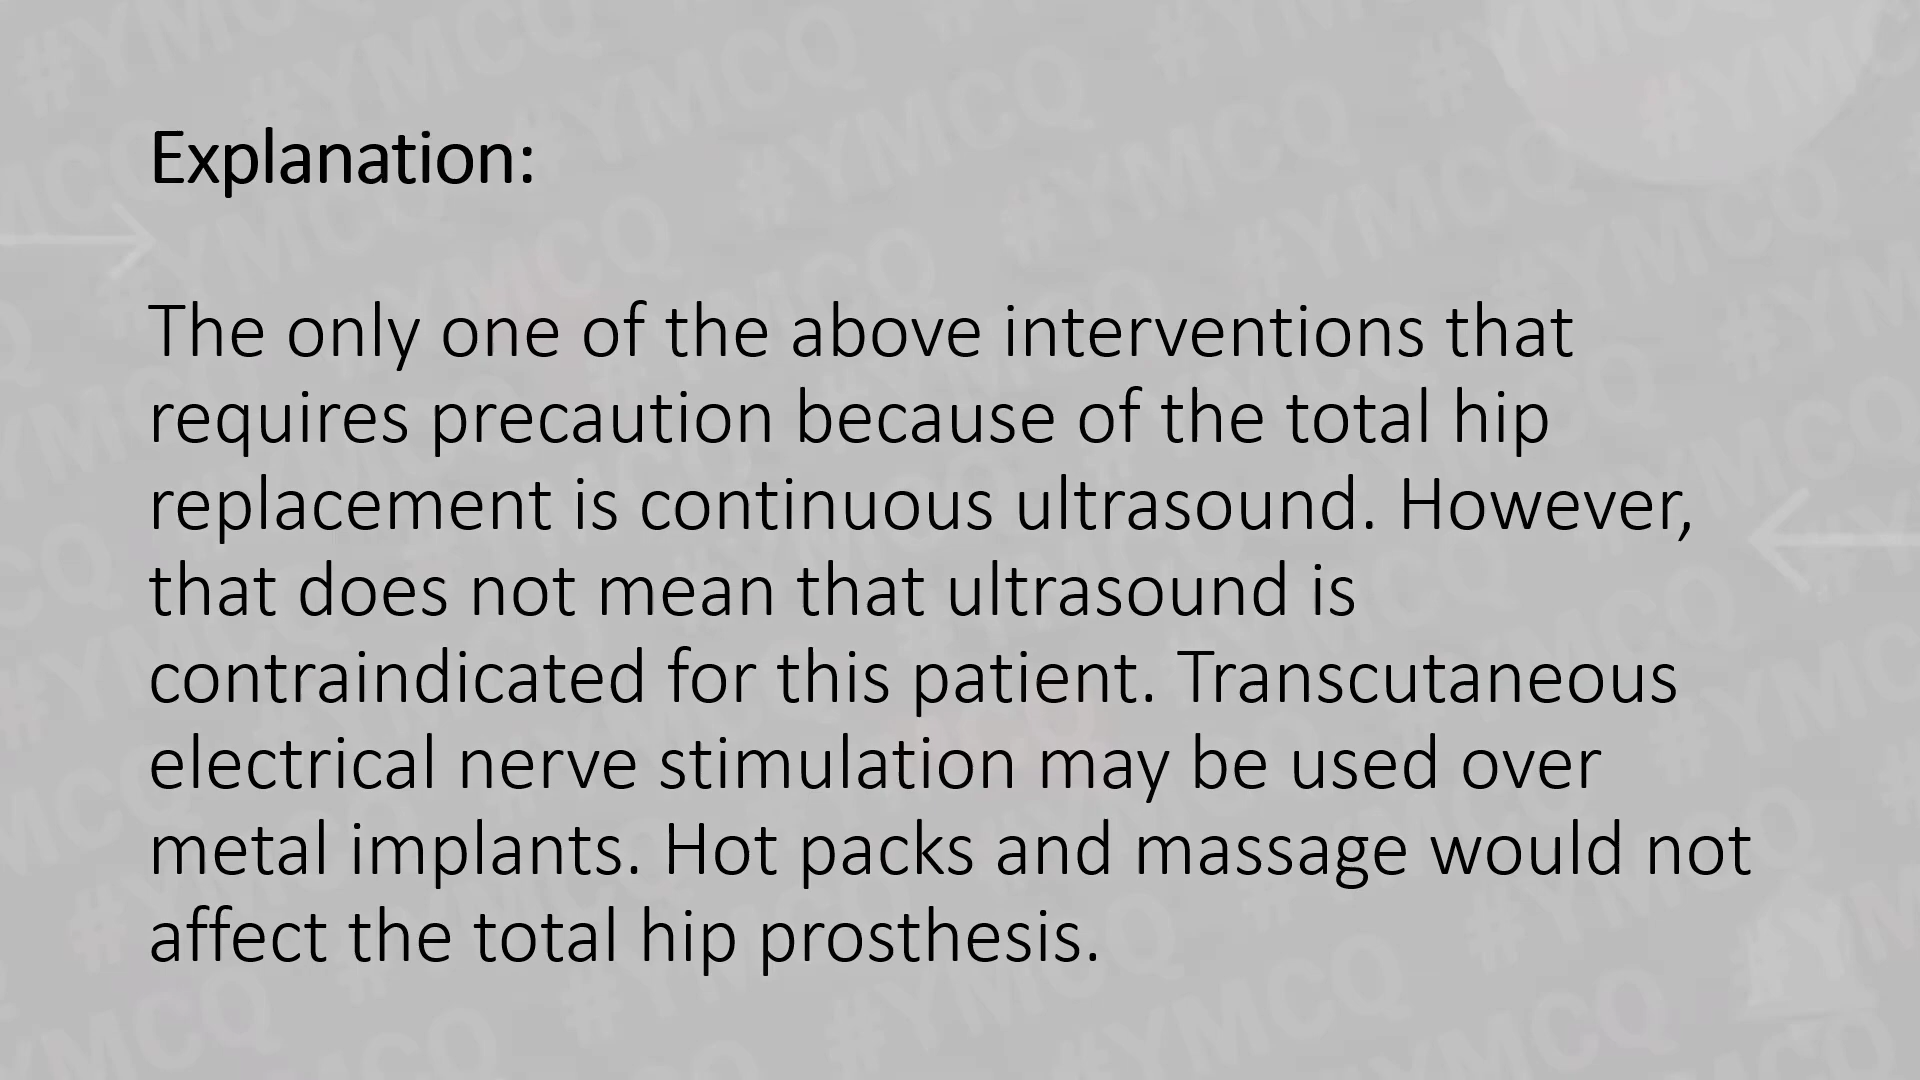 Explanation:
The only one of the above interventions that
requires precaution because of the total hip
replacement is continuous ultrasound. However,
that does not mean that ultrasound is
contraindicated for this patient. Transcutaneous
electrical nerve stimulation may be used over
metal implants. Hot packs and massage would not
affect the total hip prosthesis.
#YMCQ